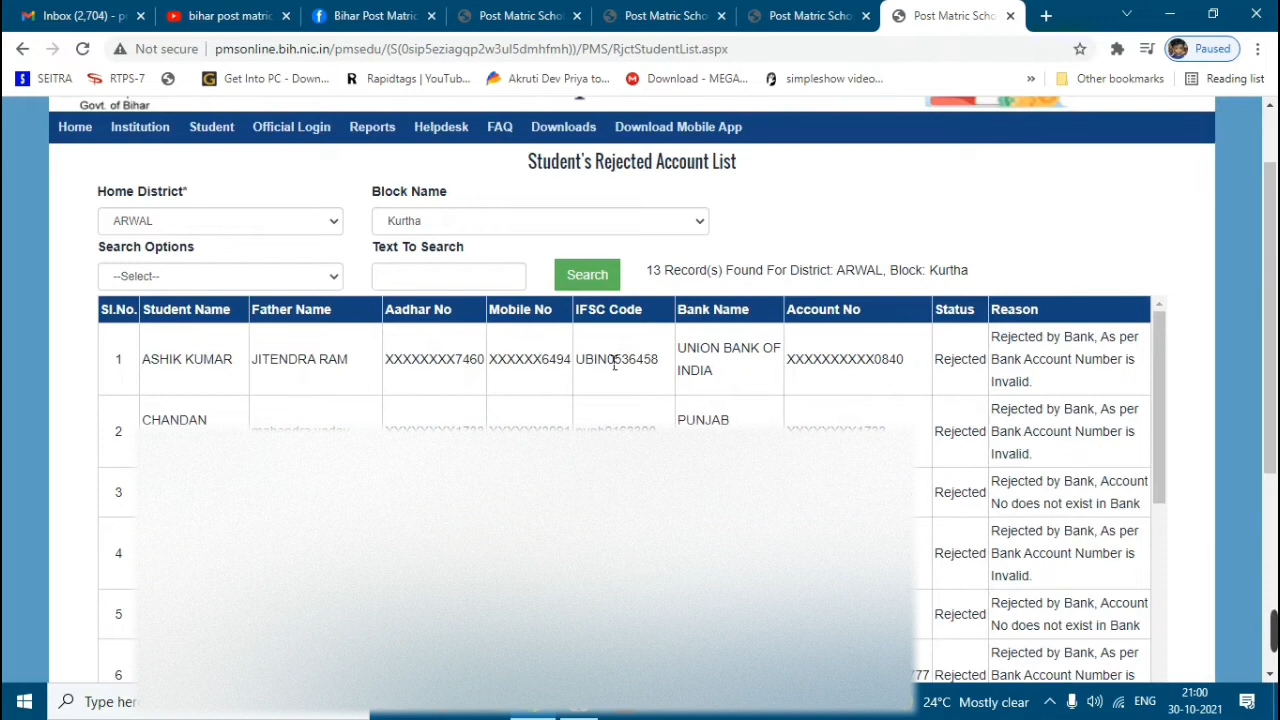 Inbox (2,704) - p
bihar post matric
Bihar Post Matric
Post Matric Scho
Post Matric Scho
Post Matric Scho
Post Matric Scho
Not secure
pmsonline.bih.nic.in/pmsedu/(S(0sip5eziagqp2w3ul5dmhfmh))/PMS/RjctStudentList.aspx
Paused
SEITRA
RTPS-7
Get Into PC - Down...
Rapidtags | YouTub...
Akruti Dev Priya to...
Download - MEGA...
simpleshow video...
»
Other bookmarks
Reading list
Govt. of Bihar
Home Institution Student Official Login Reports Helpdesk FAQ Downloads Download Mobile App
Student's Rejected Account List
Home District* Block Name
ARWAL Kurtha
Search Options Text To Search
--Select-- Search 13 Record(s) Found For District: ARWAL, Block: Kurtha
Sl.No. Student Name Father Name Aadhar No Mobile No IFSC Code Bank Name Account No Status Reason
1 ASHIK KUMAR JITENDRA RAM XXXXXXXX7460 XXXXXX6494 UBIN0536458 UNION BANK OF INDIA XXXXXXXXXX0840 Rejected Rejected by Bank, As per
Bank Account Number is
Invalid.
2 CHANDAN PUNJAB Rejected Rejected by Bank, As per
Bank Account Number is
Invalid.
3 Rejected Rejected by Bank, Account
No does not exist in Bank
4 Rejected Rejected by Bank, As per
Bank Account Number is
Invalid.
5 Rejected Rejected by Bank, Account
No does not exist in Bank
6 77 Rejected Rejected by Bank, As per
Bank Account Number is
Type her
24°C Mostly clear
ENG
21:00
30-10-2021